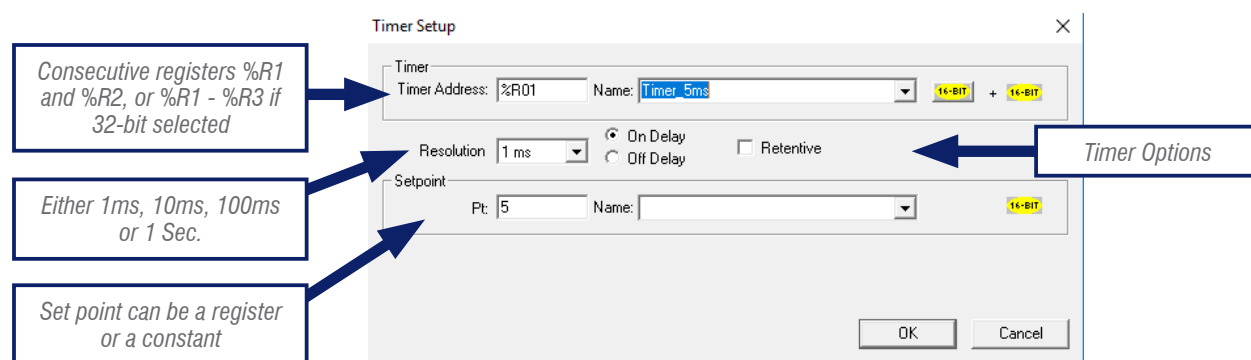 Timer Setup
Consecutive registers %R1
and %R2, or %R1 - %R3 if
32-bit selected
Timer
Timer Address: %R01 Name: Timer_5ms 16-BIT + 16-BIT
Resolution 1 ms On Delay
Off Delay
Retentive
Timer Options
Either 1ms, 10ms, 100ms
or 1 Sec.
Setpoint
Pt: 5 Name: 16-BIT
Set point can be a register
or a constant
OK Cancel